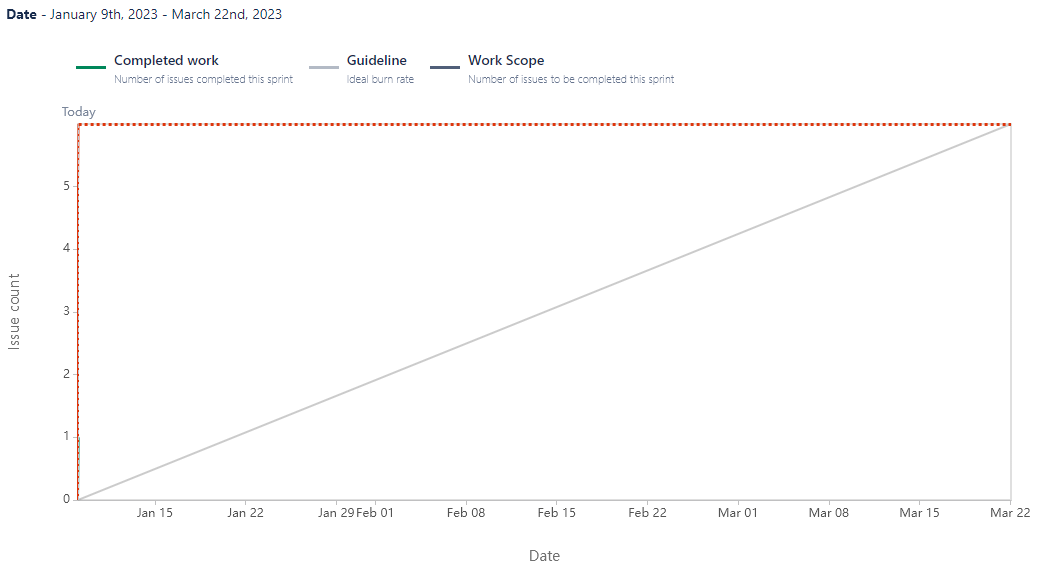 Date - January 9th, 2023 - March 22nd, 2023
Completed work Guideline Work Scope
Number of issues completed this sprint Ideal burn rate Number of issues to be completed this sprint
Today
5
4
3
2
1
0
Issue count
Jan 15 Jan 22 Jan 29 Feb 01 Feb 08 Feb 15 Feb 22 Mar 01 Mar 08 Mar 15 Mar 22
Date